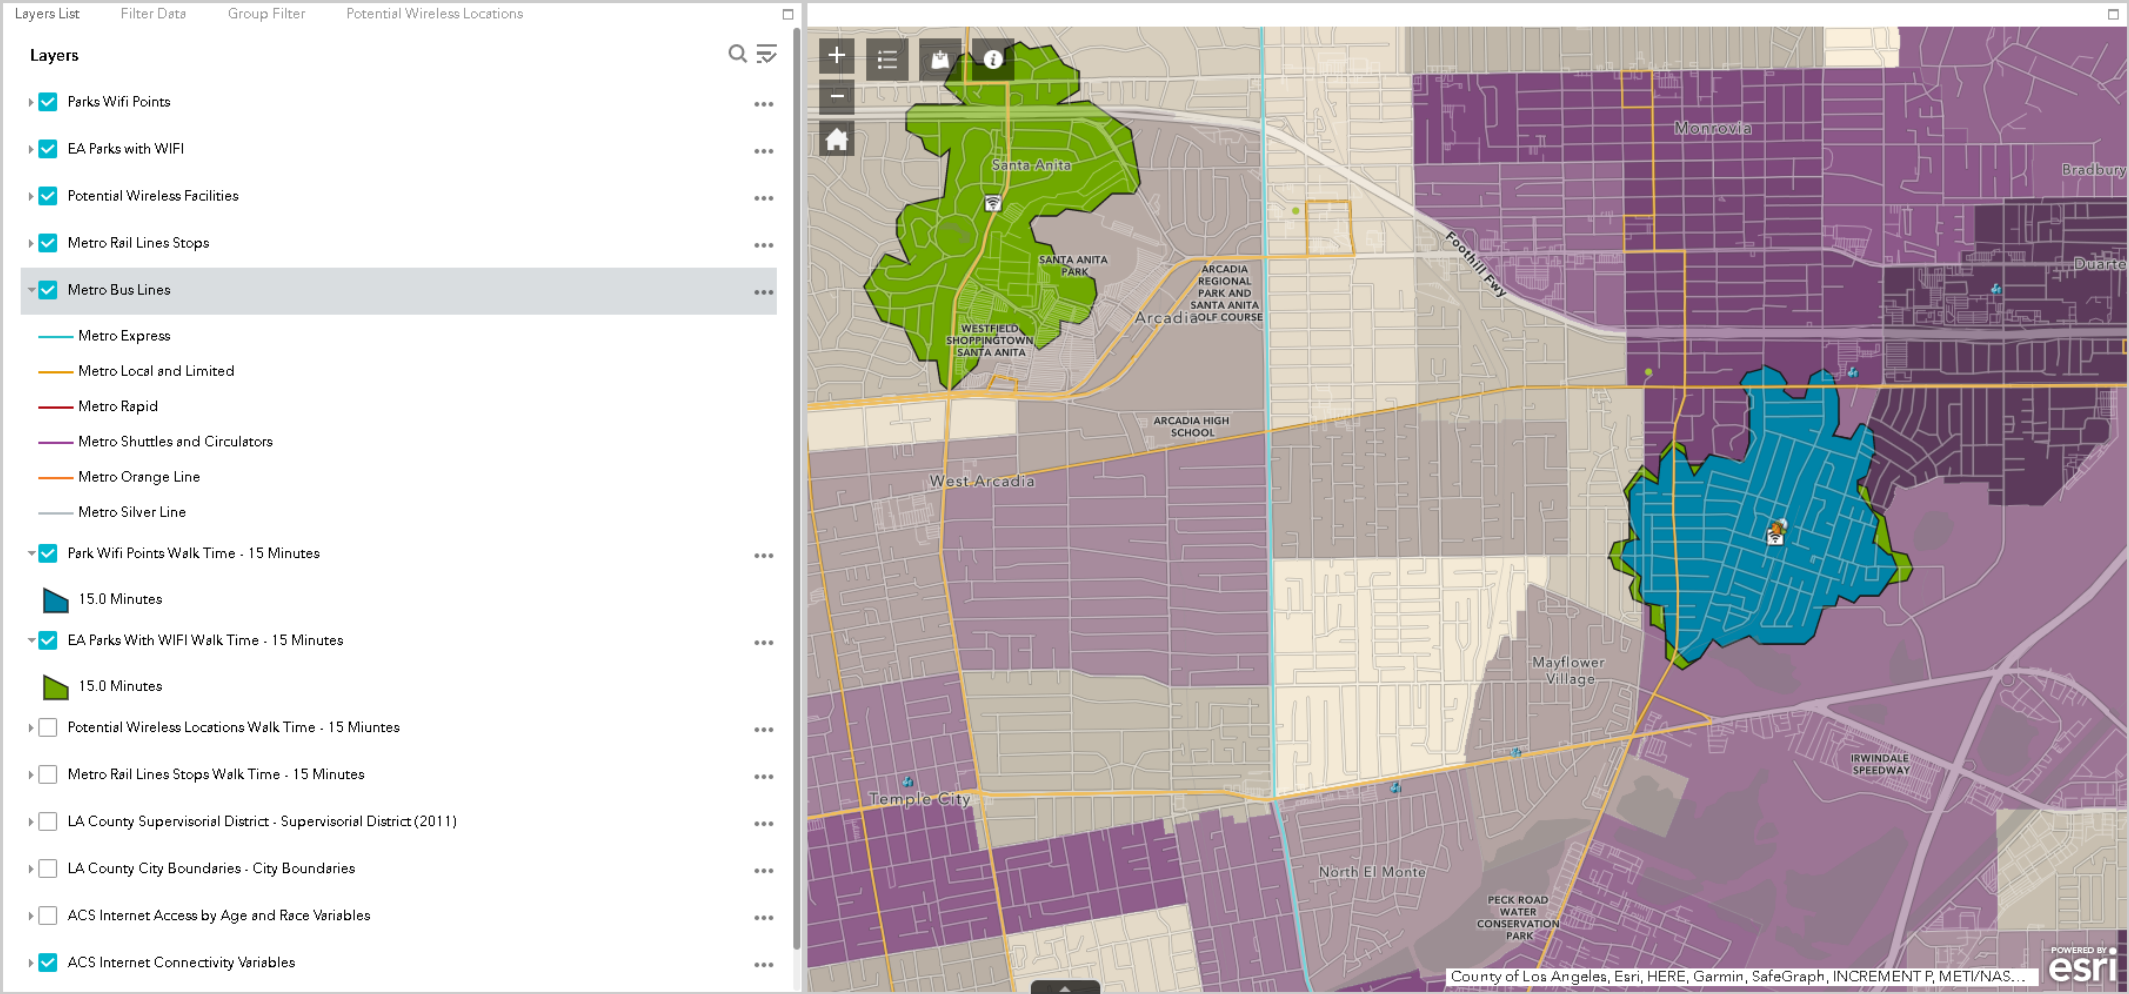 Layers List
Filter Data
Group Filter
Potential Wireless Locations
Layers
Parks Wifi Points
EA Parks with WIFI
Potential Wireless Facilities
Metro Rail Lines Stops
Metro Bus Lines
Metro Express
Metro Local and Limited
Metro Rapid
Metro Shuttles and Circulators
Metro Orange Line
Metro Silver Line
Park Wifi Points Walk Time - 15 Minutes
15.0 Minutes
EA Parks With WIFI Walk Time - 15 Minutes
15.0 Minutes
Potential Wireless Locations Walk Time - 15 Miuntes
Metro Rail Lines Stops Walk Time - 15 Minutes
LA County Supervisorial District - Supervisorial District (2011)
LA County City Boundaries - City Boundaries
ACS Internet Access by Age and Race Variables
ACS Internet Connectivity Variables
Monrovia
Santa Anita
Bradbury
SANTA ANITA
PARK
Foothill Fwy
Duarte
ARCADIA
REGIONAL
PARK AND
SANTA ANITA
OLF COURSE
Arcadia
WESTFIELD
SHOPPINGTOWN
SANTA ANITA
ARCADIA HIGH
SCHOOL
West Arcadia
Mayflower
Village
IRWINDALE
SPEEDWAY
Temple City
North El Monte
PECK ROAD
WATER
CONSERVATION
PARK
POWERED BY
esri
County of Los Angeles, Esri, HERE, Garmin, SafeGraph, INCREMENT P, METI/NAS...